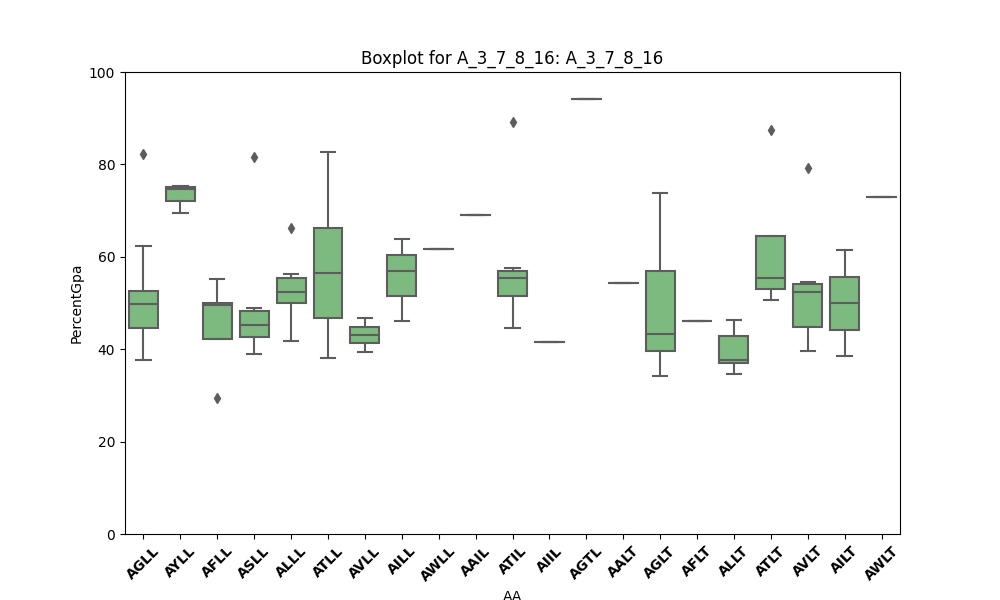 Boxplot for A_3_7_8_16: A_3_7_8_16
PercentGpa
100
80
60
40
20
0
AGLL AYLL AFLL ASLL ALLL ATLL AVLL AILL AWLL AAIL ATIL AIIL AGTL AALT AGLT AFLT ALLT ATLT AVLT AILT AWLT
AA